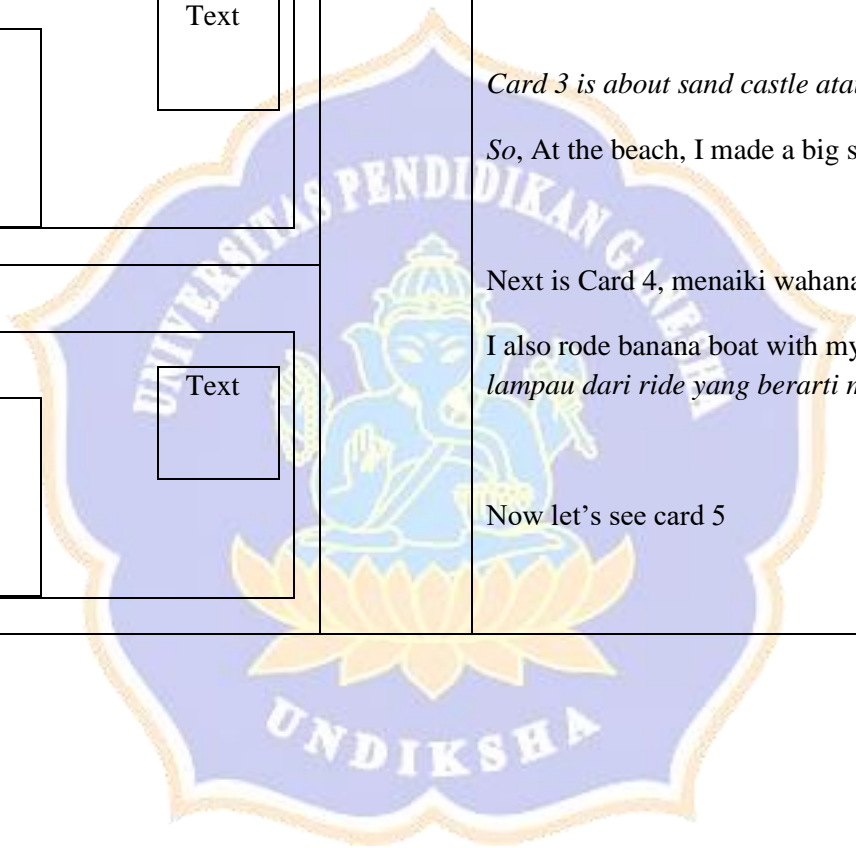 Text
Card 3 is about sand castle
So, At the beach, I made a big
Next is Card 4, menaiki wahana
I also rode banana boat with my
lampau dari ride yang berarti
Text
Now let's see card 5
UNIVERSITAS PENDIDIKAN GANESHA
UNDIKSHA